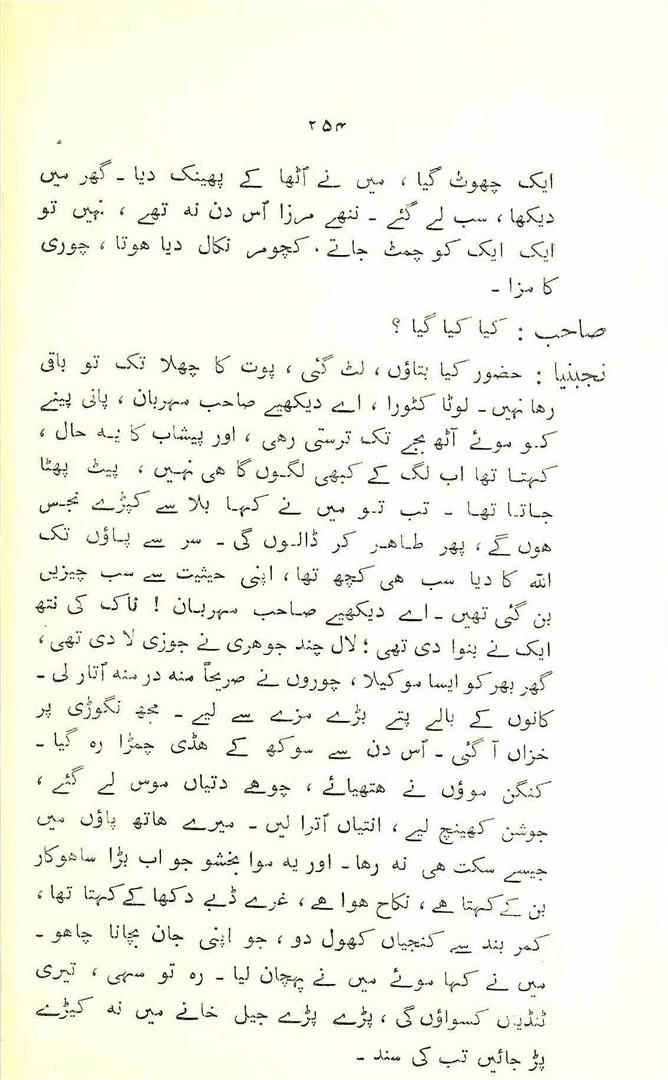 ۲۵۴
ایک چھوٹ گیا ، میں نے اُٹھا کے پھینک دیا ۔ گھر میں
دیکھا ، سب لے گئے ۔ ننھے مرزا اُس دن نہ تھے ، نہیں تو
ایک ایک کو چمٹ جاتے ۔ کچومر نکال دیا ہوتا ، چوری
کا مزا ۔
صاحب : کیا کیا گیا ؟
نجبنیا : حضور کیا بتاؤں ، لٹ گئی ، پوت کا چھلا تک تو باقی
رہا نہیں ۔ لوٹا کٹورا ، اے دیکھیے صاحب مہربان ، پانی پینے
کو موئے آٹھ بجے تک ترستی رہی ، اور پیشاب کا یہ حال ،
کہتا تھا اب لگ کے کبھی لگوں گا ہی نہیں ، پیٹ پھٹا
جاتا تھا ۔ تب تو میں نے کہا بلا سے کپڑے نجس
ہوں گے ، پھر طاہر کر ڈالوں گی ۔ سر سے پاؤں تک
اللہ کا دیا سب ہی کچھ تھا ، اپنی حیثیت سے سب چیزیں
بن گئی تھیں ۔ اے دیکھیے صاحب مہربان ! ناک کی نتھ
ایک نے بنوا دی تھی ؛ لال چند جوہری نے جوزی لا دی تھی ،
گھر بھر کو ایسا موکیلا ، چوروں نے صریحاً منہ در منہ اُتار لی ۔
کانوں کے بالے پتے بڑے مزے سے لیے ۔ مجھ نگوڑی پر
خزاں آ گئی ۔ اُس دن سے سوکھ کے ہڈی چمڑا رہ گیا ۔
کنگن موؤں نے ہتھیائے ، چوہے دتیاں موس لے گئے ،
جوشن کھینچ لیے ، انتیاں اُترا لیں ۔ میرے ہاتھ پاؤں میں
جیسے سکت ہی نہ رہا ۔ اور یہ موا بخشو جو اب بڑا ساہوکار
بن کے کہتا ہے ، نکاح ہوا ہے ، غرے ڈبے دکھا کے کہتا تھا ،
کمر بند سے کنجیاں کھول دو ، جو اپنی جان بچانا چاہو ۔
میں نے کہا موئے میں نے پہچان لیا ۔ رہ تو سہی ، تیری
ٹنڈیاں کسواؤں گی ، پڑے پڑے جیل خانے میں نہ کیڑے
پڑ جائیں تب کی سند ۔